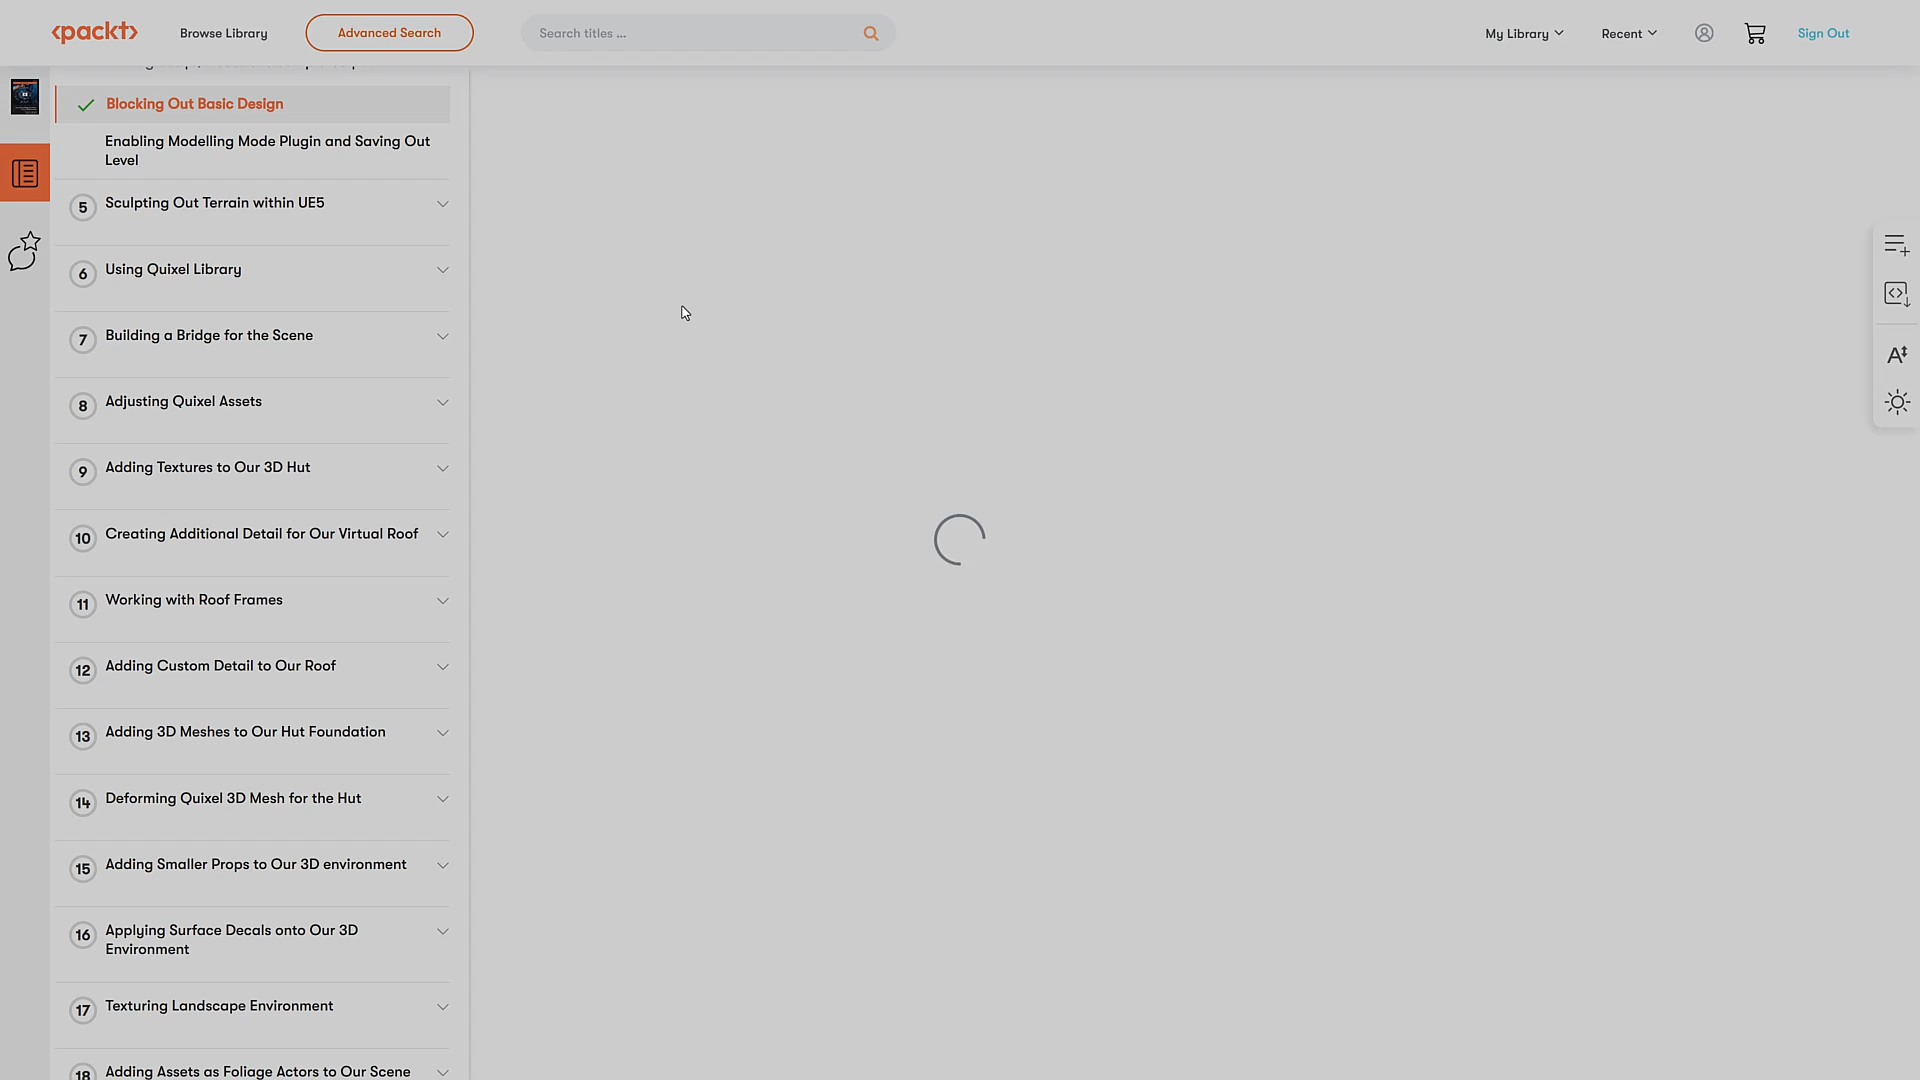 <packt>
Browse Library
Advanced Search
Search titles ...
My Library
Recent
Sign Out
Blocking Out Basic Design
Enabling Modelling Mode Plugin and Saving Out
Level
5 Sculpting Out Terrain within UE5
6 Using Quixel Library
7 Building a Bridge for the Scene
8 Adjusting Quixel Assets
9 Adding Textures to Our 3D Hut
10 Creating Additional Detail for Our Virtual Roof
11 Working with Roof Frames
12 Adding Custom Detail to Our Roof
13 Adding 3D Meshes to Our Hut Foundation
14 Deforming Quixel 3D Mesh for the Hut
15 Adding Smaller Props to Our 3D environment
16 Applying Surface Decals onto Our 3D
Environment
17 Texturing Landscape Environment
18 Adding Assets as Foliage Actors to Our Scene